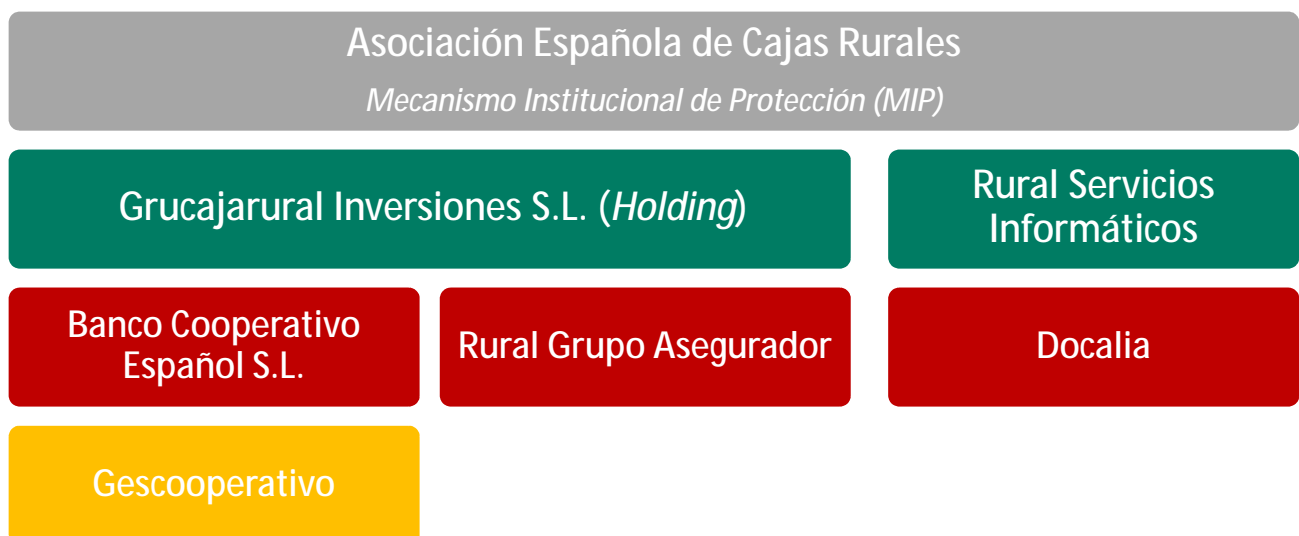 Asociación Española de Cajas Rurales
Mecanismo Institucional de Protección (MIP)
Grucajarural Inversiones S.L. (Holding)
Rural Servicios
Informáticos
Banco Cooperativo
Español S.L.
Rural Grupo Asegurador
Docalia
Gescooperativo